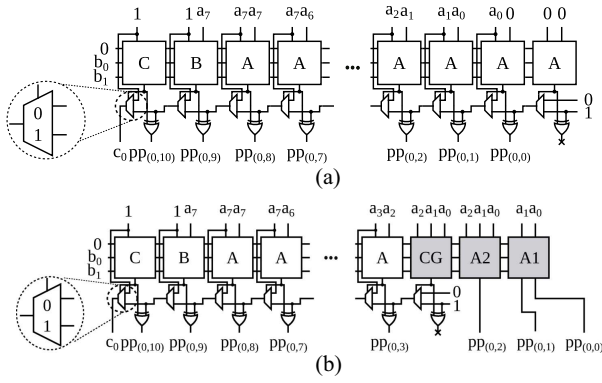 1 1 a7 a7a7 a7a6 a2a1 a1a0 a0 0 0 0
0
b0 C B A A ... A A A A
b1
0
1
0
1
c0 pp(0,10) pp(0,9) pp(0,8) pp(0,7) pp(0,2) pp(0,1) pp(0,0)
(a)
1 1 a7 a7a7 a7a6 a3a2 a2a1a0 a2a1a0 a1a0
0
b0 C B A A ... A CG A2 A1
b1
0
1
0
1
c0 pp(0,10) pp(0,9) pp(0,8) pp(0,7) pp(0,3) pp(0,2) pp(0,1) pp(0,0)
(b)